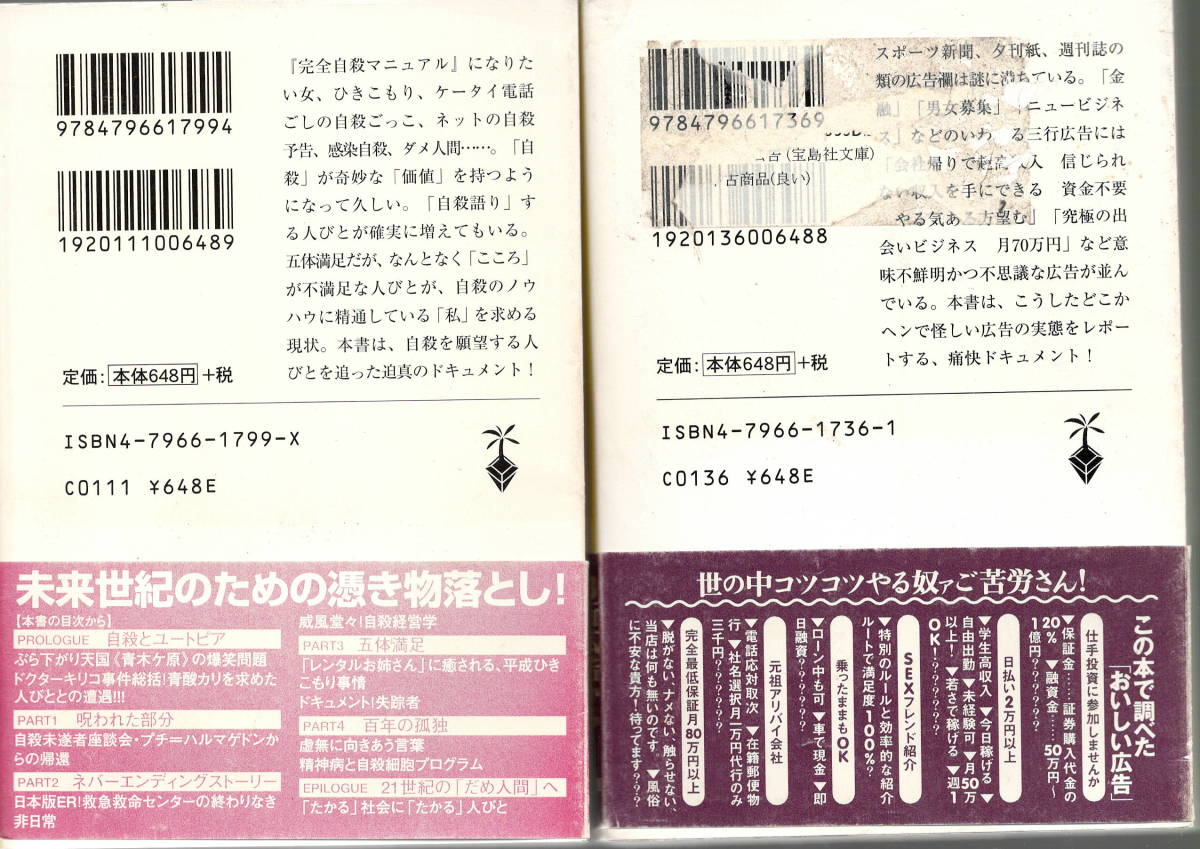 9784796617994
1920111006489
『完全自殺マニュアル』になりた
い女、ひきこもり、ケータイ電話
ごしの自殺ごっこ、ネットの自殺
予告、感染自殺、ダメ人間……。「自
殺」が奇妙な「価値」を持つよう
になって久しい。「自殺語り」す
る人びとが確実に増えてもいる。
五体満足だが、なんとなく「こころ」
が不満足な人びとが、自殺のノウ
ハウに精通している「私」を求める
現状。本書は、自殺を願望する人
びとを追った迫真のドキュメント!
定価:本体648円+税
ISBN4-7966-1799-X
C0111 ¥648E
未来世紀のための憑き物落とし!
【本書の目次から】
PROLOGUE 自殺とユートピア
ぶら下がり天国《青木ケ原》の爆笑問題
ドクターキリコ事件総括!青酸カリを求めた
人びととの遭遇!!!
PART1 呪われた部分
自殺未遂者座談会・プチ=ハルマゲドンか
らの帰還
PART2 ネバーエンディングストーリー
日本版ER!救急救命センターの終わりなき
非日常
威風堂々!自殺経営学
PART3 五体満足
「レンタルお姉さん」に癒される、平成ひき
こもり事情
ドキュメント!失踪者
PART4 百年の孤独
虚無に向きあう言葉
精神病と自殺細胞プログラム
EPILOGUE 21世紀の「だめ人間」へ
「たかる」社会に「たかる」人びと
9784796617369
(宝島社文庫)
古商品(良い)
1920136006488
スポーツ新聞、夕刊紙、週刊誌の
類の広告欄は謎に満ちている。「金
融」「男女募集」「ニュービジネ
ス」などのいわ る三行広告には
「会社帰りで超高収入 信じられ
ない収入を手にできる 資金不要
やる気ある方望む」「究極の出
会いビジネス 月70万円」など意
味不鮮明かつ不思議な広告が並ん
でいる。本書は、こうしたどこか
ヘンで怪しい広告の実態をレポー
トする、痛快ドキュメント!
定価:本体648円+税
ISBN4-7966-1736-1
C0136 ¥648E
世の中コツコツやる奴ァご苦労さん!
この本で調べた
「おいしい広告」
仕手投資に参加しませんか
▼保証金……証券購入代金の
20% ▼融資金……50万円~
1億円?????
日払い2万円以上
▼学生高収入 ▼今日稼げる ▼
自由出勤 ▼未経験可 ▼月50万
以上! ▼若さで稼げる ▼週1
OK!?????
SEXフレンド紹介
▼特別のルールと効率的な紹介
ルートで満足度100%?
乗ったままもOK
▼ローン中も可 ▼車で現金 ▼即
日融資?????
元祖アリバイ会社
▼電話応対取次 ▼在籍郵便物
行 ▼社名選択月一万円代行のみ
三千円?????
完全最低保証月80万円以上
▼脱がない、ナメない、触らせない、
当店は何も無いのです。▼風俗
に不安な貴方!待ってます???